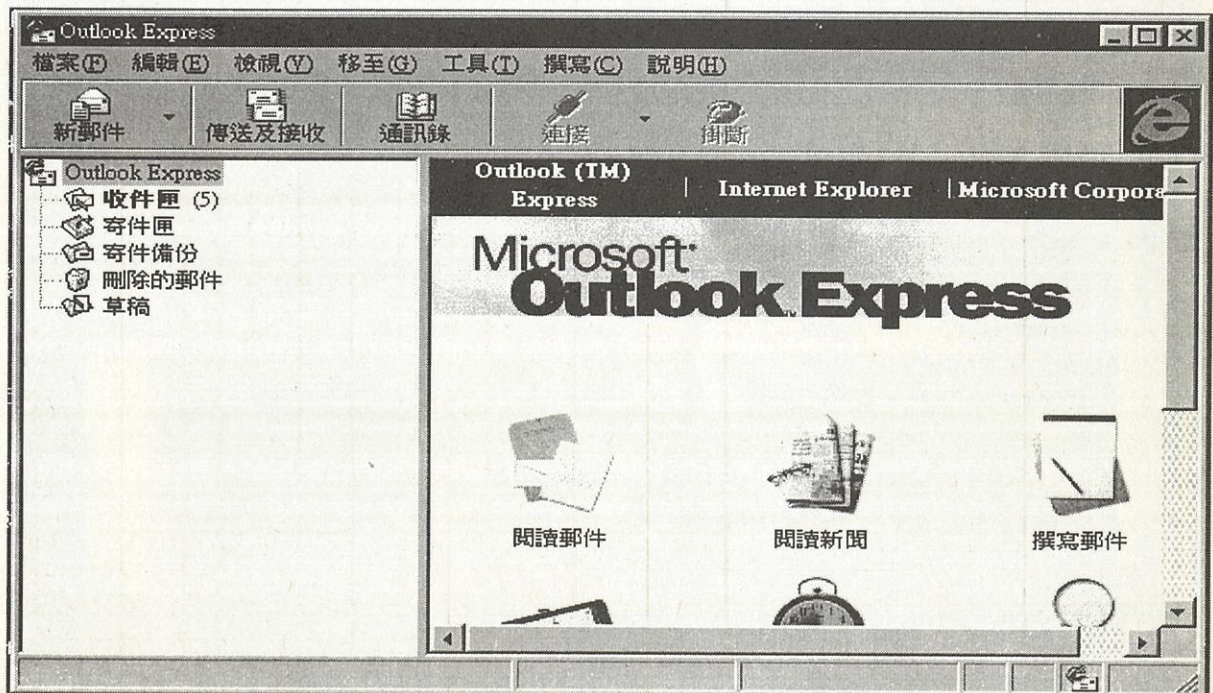 Outlook Express
檔案(F) 編輯(E) 檢視(V) 移至(G) 工具(T) 撰寫(C) 說明(H)
新郵件 傳送及接收 通訊錄 連接 掛斷
Outlook Express
收件匣 (5)
寄件匣
寄件備份
刪除的郵件
草稿
Outlook (TM)
Express | Internet Explorer | Microsoft Corpora
Microsoft
Outlook Express
閱讀郵件 閱讀新聞 撰寫郵件